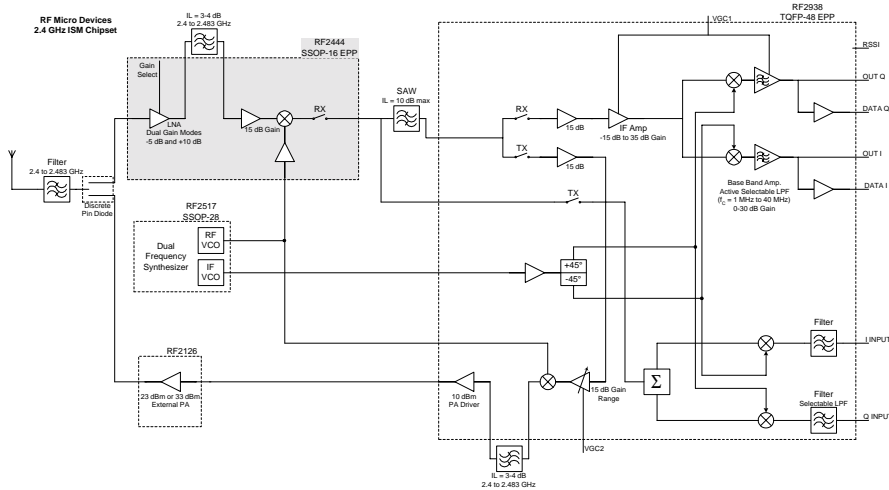 RF Micro Devices
2.4 GHz ISM Chipset
IL = 3-4 dB
2.4 to 2.483 GHz
RF2444
SSOP-16 EPP
Gain
Select
LNA
Dual Gain Modes
-5 dB and +10 dB
15 dB Gain
RX
SAW
IL = 10 dB max
RF2938
TQFP-48 EPP
VGC1
RSSI
RX
15 dB
IF Amp
-15 dB to 35 dB Gain
TX
15 dB
OUT Q
DATA Q
OUT I
DATA I
Base Band Amp.
Active Selectable LPF
(fC = 1 MHz to 40 MHz)
0-30 dB Gain
Filter
2.4 to 2.483 GHz
Discrete
Pin Diode
TX
RF2517
SSOP-28
Dual
Frequency
Synthesizer
RF
VCO
IF
VCO
+45°
-45°
RF2126
23 dBm or 33 dBm
External PA
10 dBm
PA Driver
15 dB Gain
Range
Σ
Filter
I INPUT
Filter
Selectable LPF
Q INPUT
VGC2
IL = 3-4 dB
2.4 to 2.483 GHz